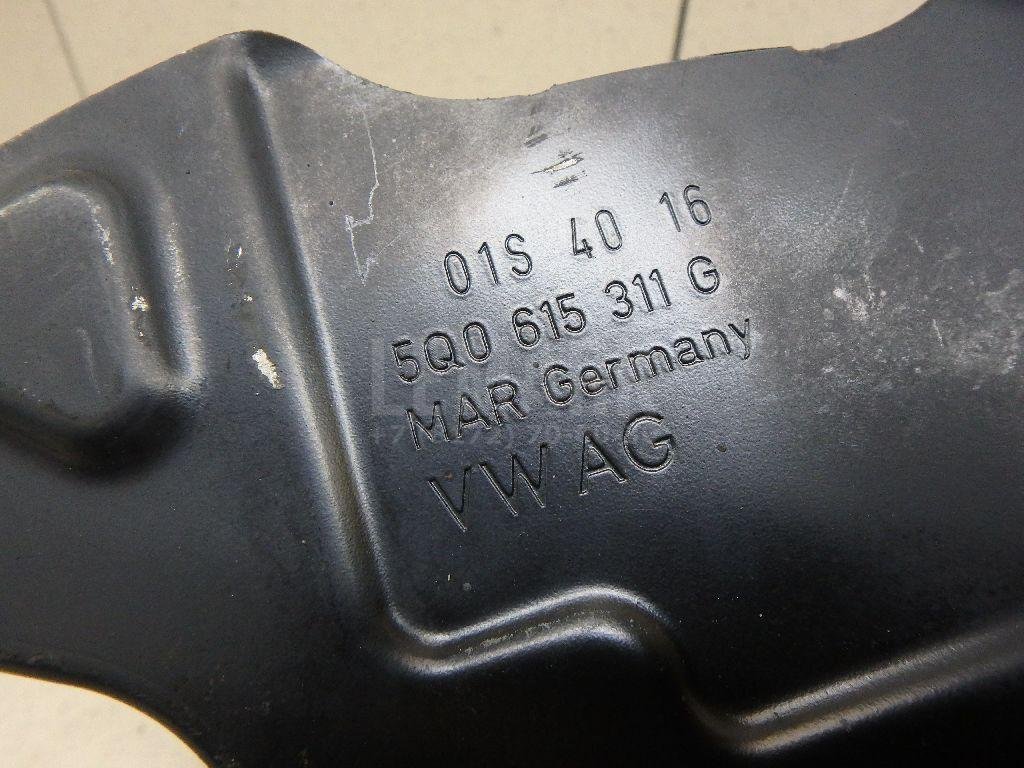 01S 40 16
5Q0 615 311 G
MAR Germany
VW AG